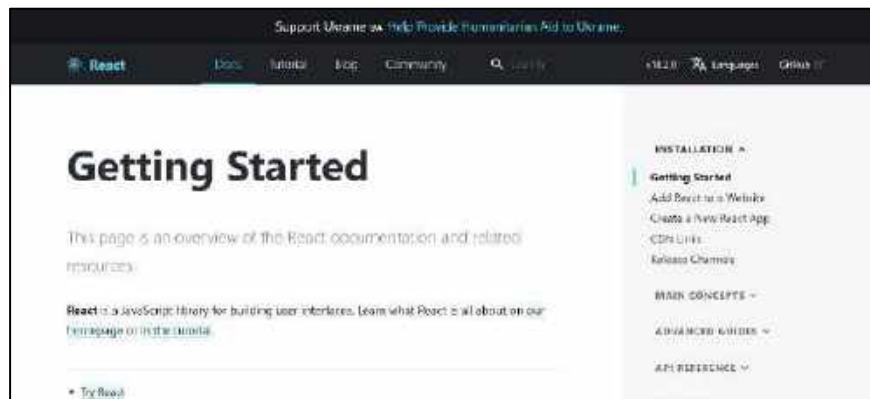 Support Ukraine Help Provide Humanitarian Aid to Ukraine.
React
Docs
Tutorial
Blog
Community
v18.2.0
Languages
GitHub
Getting Started
This page is an overview of the React documentation and related
resources.
React is a JavaScript library for building user interfaces. Learn what React is all about on our
homepage or in the tutorial.
Try React
INSTALLATION
Getting Started
Add React to a Website
Create a New React App
CDN Links
Release Channels
MAIN CONCEPTS
ADVANCED GUIDES
API REFERENCE